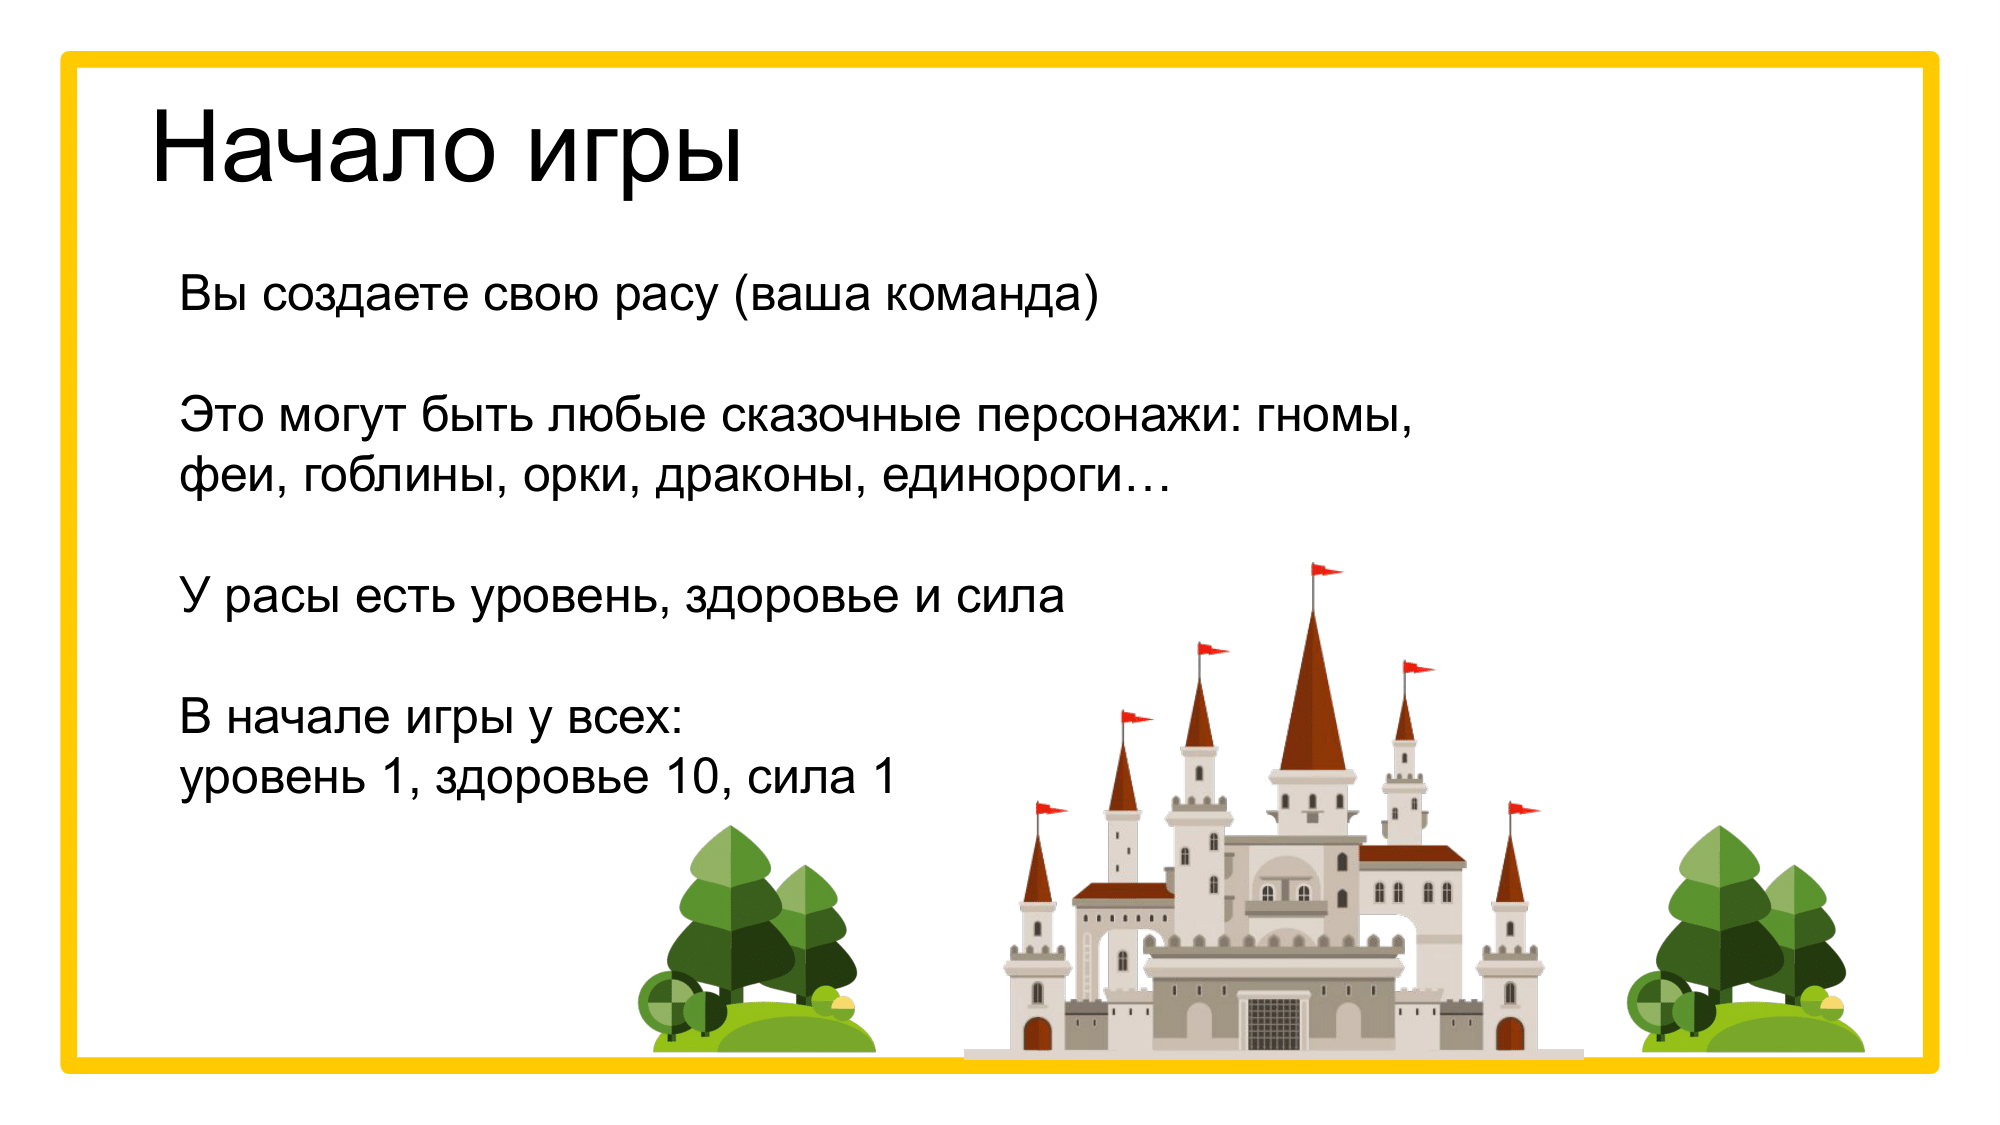 Начало игры
Вы создаете свою расу (ваша команда)
Это могут быть любые сказочные персонажи: гномы,
феи, гоблины, орки, драконы, единороги…
У расы есть уровень, здоровье и сила
В начале игры у всех:
уровень 1, здоровье 10, сила 1